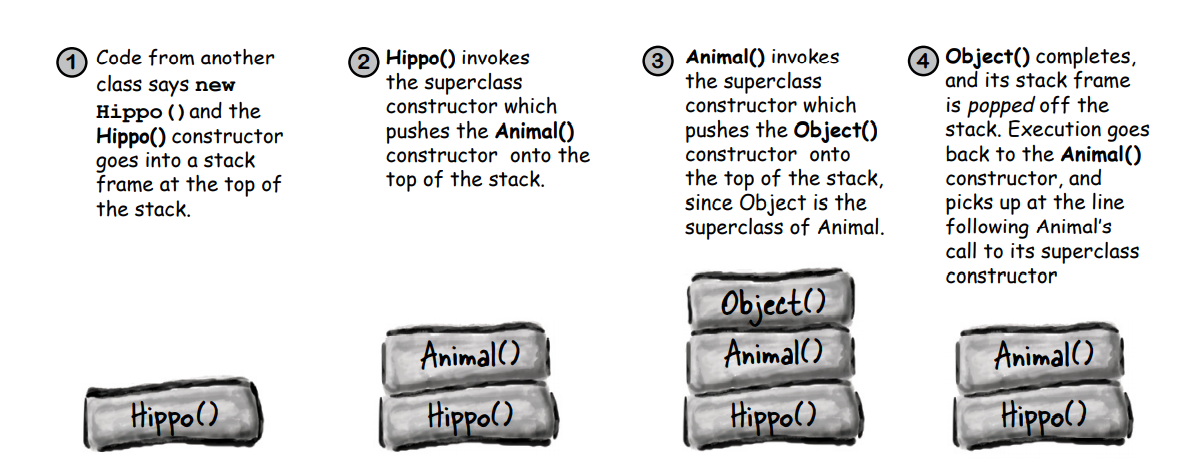 1
Code from another
class says new
Hippo () and the
Hippo() constructor
goes into a stack
frame at the top of
the stack.
Hippo()
2
Hippo() invokes
the superclass
constructor which
pushes the Animal()
constructor onto the
top of the stack.
Animal()
Hippo()
3
Animal() invokes
the superclass
constructor which
pushes the Object()
constructor onto
the top of the stack,
since Object is the
superclass of Animal.
Object()
Animal()
Hippo()
4
Object() completes,
and its stack frame
is popped off the
stack. Execution goes
back to the Animal()
constructor, and
picks up at the line
following Animal's
call to its superclass
constructor
Animal()
Hippo()